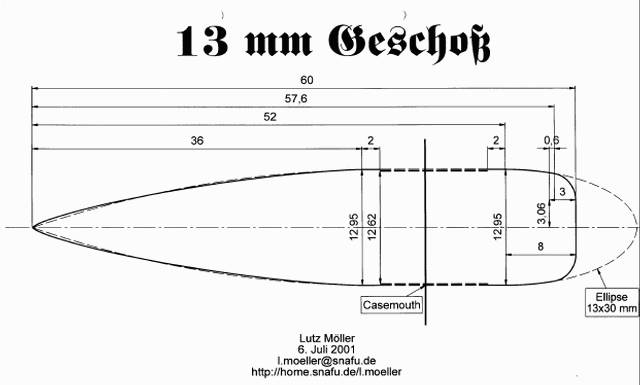 13 mm Geschoß
60
57,6
52
36
2
2
0,6
3
12.95
12.62
12.95
3,06
8
Casemouth
Ellipse
13x30 mm
Lutz Möller
6. Juli 2001
l.moeller@snafu.de
http://home.snafu.de/l.moeller